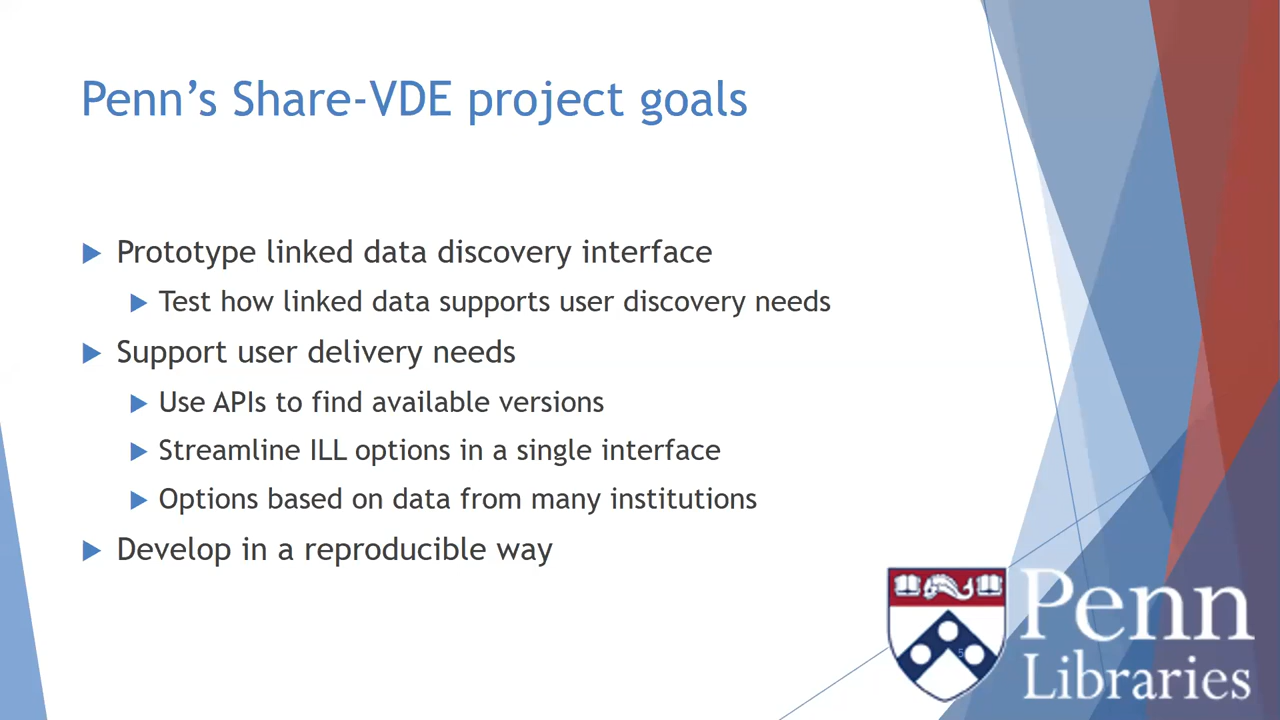 Penn’s Share-VDE project goals
Prototype linked data discovery interface
Test how linked data supports user discovery needs
Support user delivery needs
Use APIs to find available versions
Streamline ILL options in a single interface
Options based on data from many institutions
Develop in a reproducible way
5
Penn
Libraries